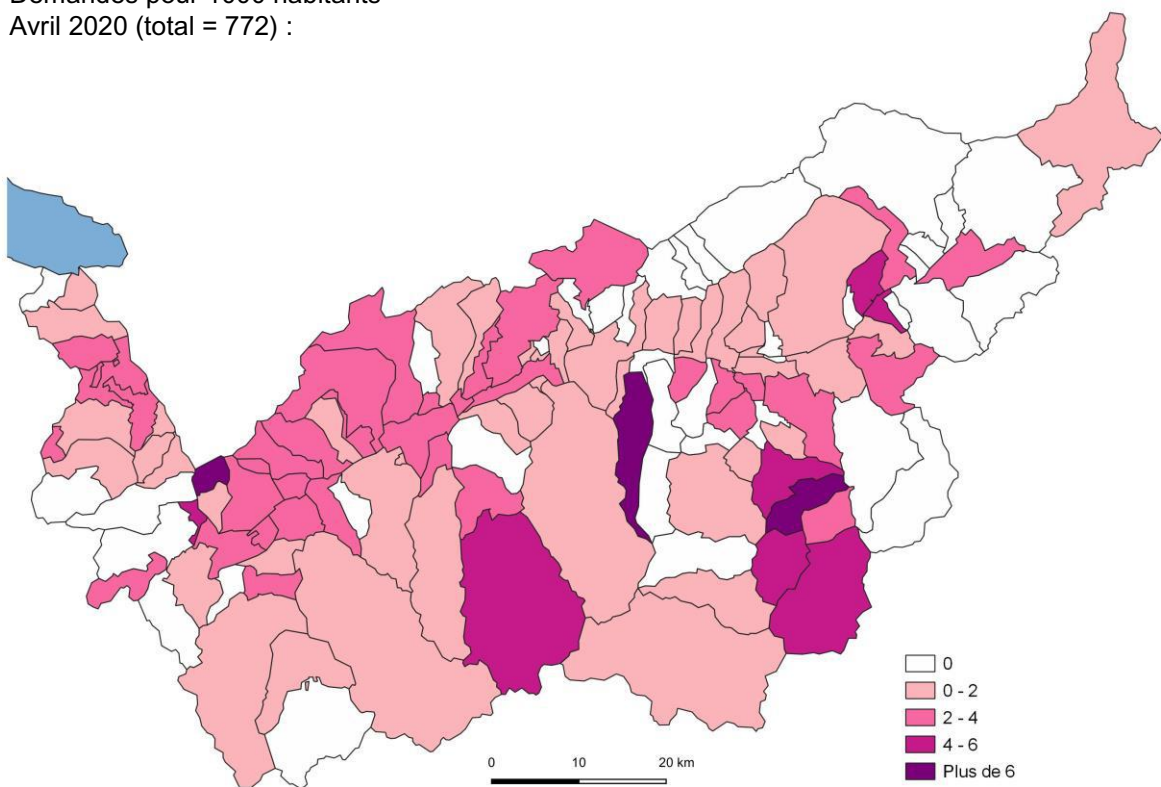 Demandes pour 1000 habitants
Avril 2020 (total = 772) :
0
0 - 2
2 - 4
4 - 6
Plus de 6
0 10 20 km